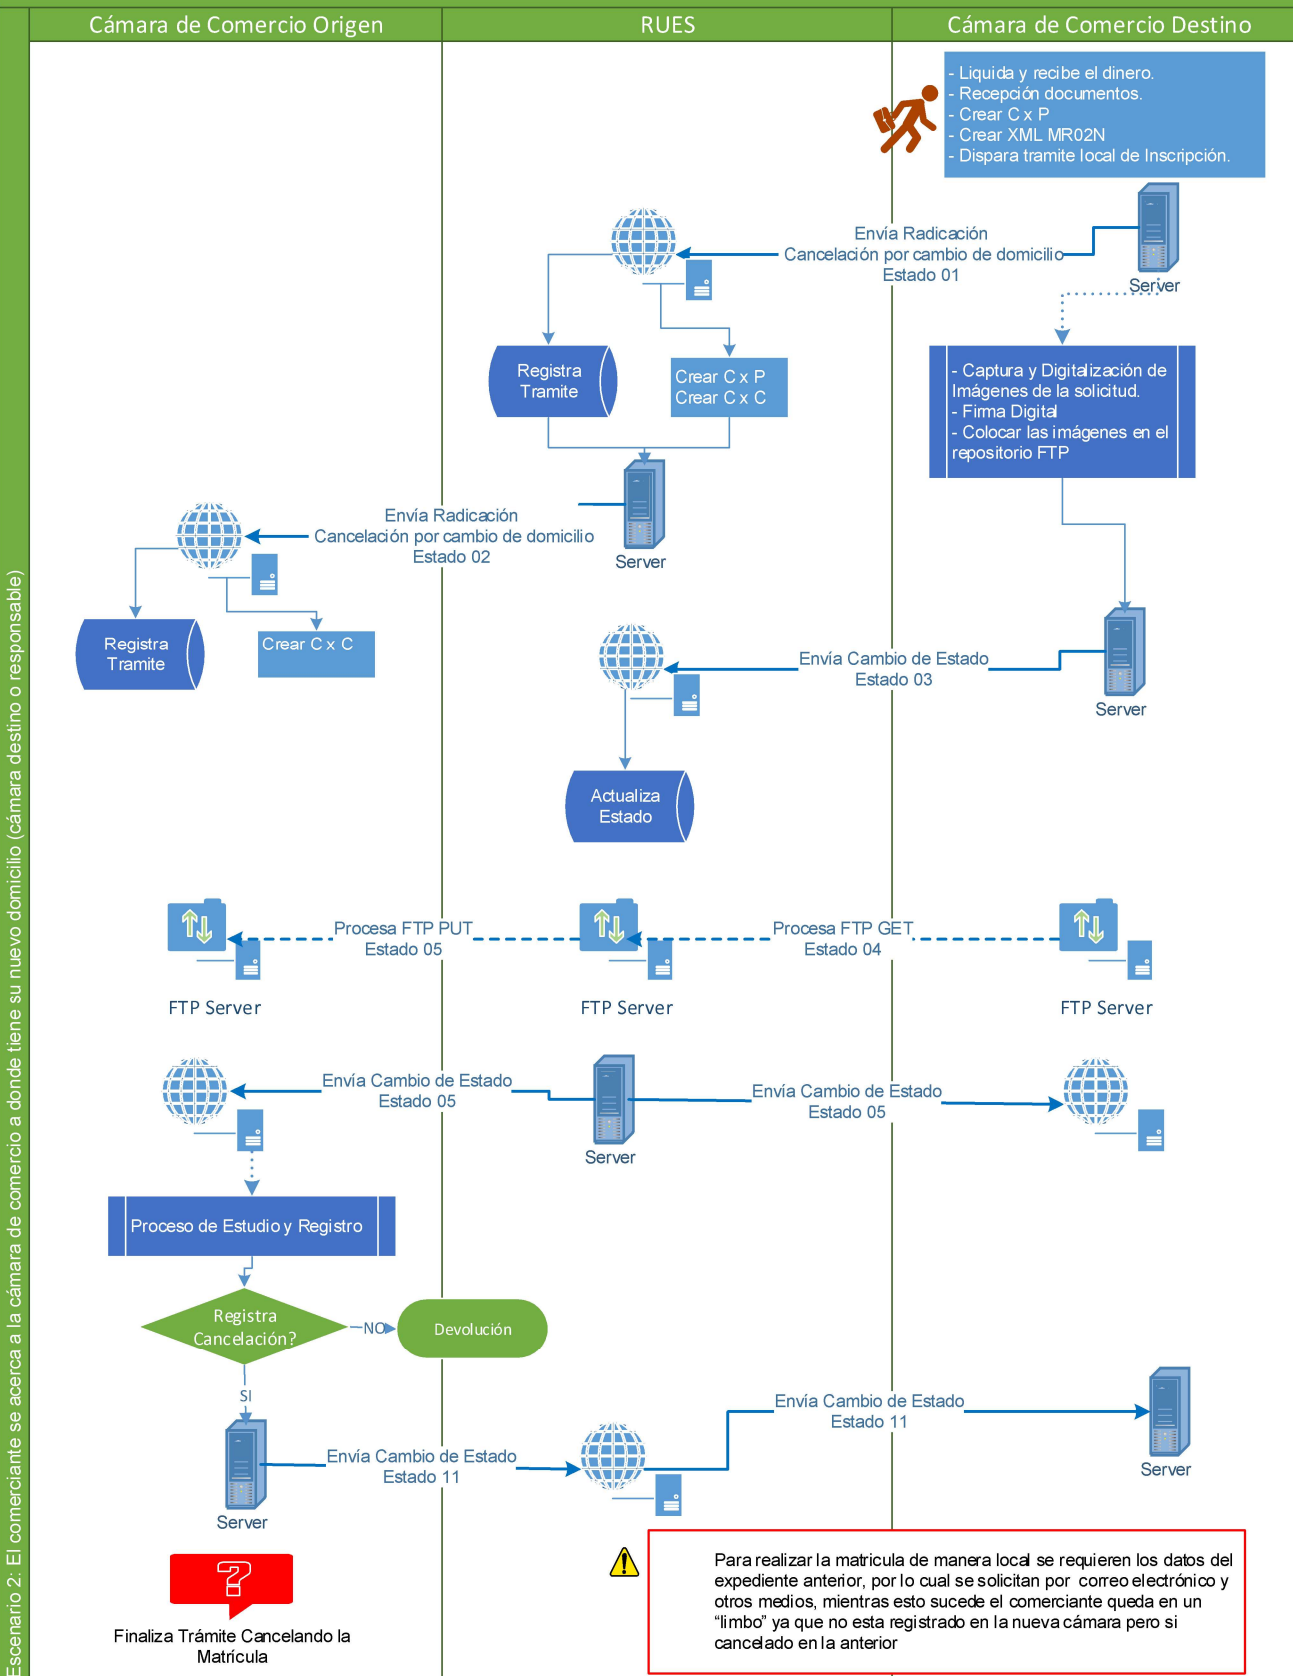 Cámara de Comercio Origen
RUES
Cámara de Comercio Destino
Escenario 2: El comerciante se acerca a la cámara de comercio a donde tiene su nuevo domicilio (cámara destino o responsable)
- Liquida y recibe el dinero.
- Recepción documentos.
- Crear C x P
- Crear XML MR02N
- Dispara tramite local de Inscripción.
Envía Radicación
Cancelación por cambio de domicilio
Estado 01
Server
Registra
Tramite
Crear C x P
Crear C x C
- Captura y Digitalización de
Imágenes de la solicitud.
- Firma Digital
- Colocar las imágenes en el
repositorio FTP
Envía Radicación
Cancelación por cambio de domicilio
Estado 02
Server
Registra
Tramite
Crear C x C
Envía Cambio de Estado
Estado 03
Server
Actualiza
Estado
Procesa FTP PUT
Estado 05
Procesa FTP GET
Estado 04
FTP Server
FTP Server
FTP Server
Envía Cambio de Estado
Estado 05
Envía Cambio de Estado
Estado 05
Server
Proceso de Estudio y Registro
Registra
Cancelación?
NO
Devolución
SI
Envía Cambio de Estado
Estado 11
Envía Cambio de Estado
Estado 11
Server
Server
?
Finaliza Trámite Cancelando la
Matrícula
!
Para realizar la matricula de manera local se requieren los datos del
expediente anterior, por lo cual se solicitan por correo electrónico y
otros medios, mientras esto sucede el comerciante queda en un
“limbo” ya que no esta registrado en la nueva cámara pero si
cancelado en la anterior